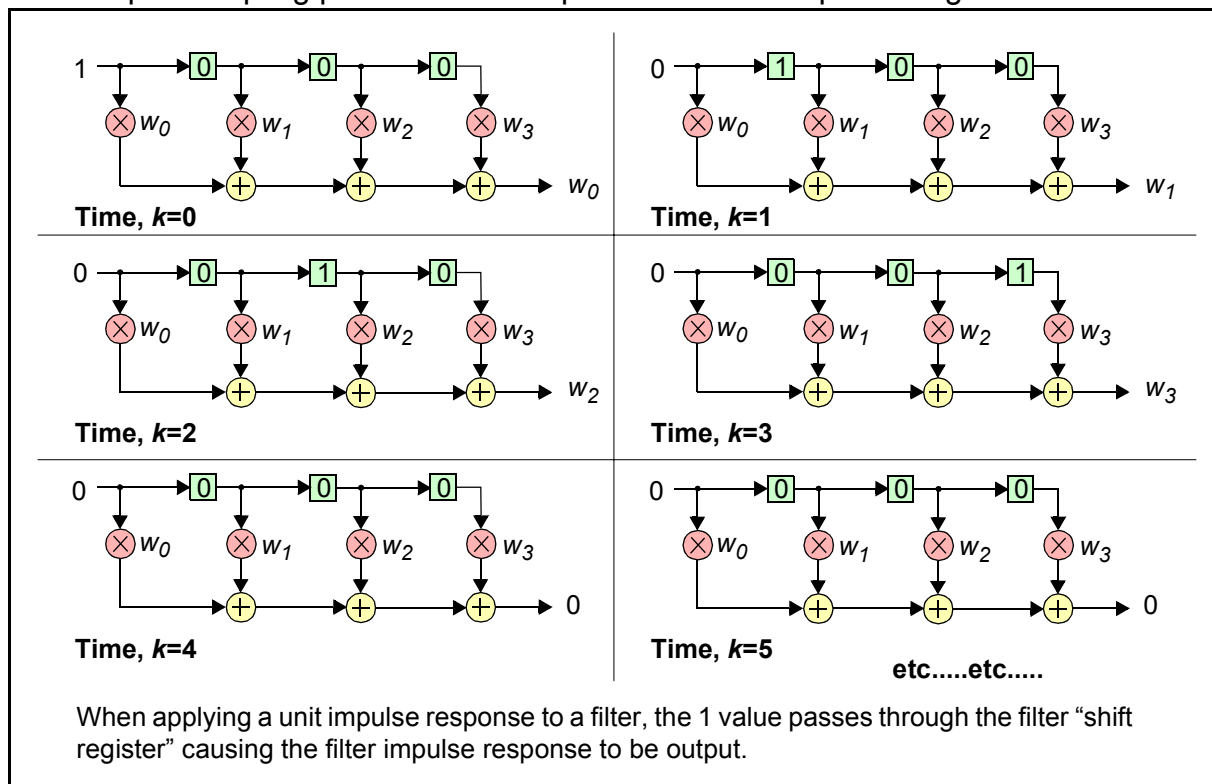 1 0 0 0
w0 w1 w2 w3
w0
Time, k=0
0 1 0 0
w0 w1 w2 w3
w1
Time, k=1
0 0 1 0
w0 w1 w2 w3
w2
Time, k=2
0 0 0 1
w0 w1 w2 w3
w3
Time, k=3
0 0 0 0
w0 w1 w2 w3
0
Time, k=4
0 0 0 0
w0 w1 w2 w3
0
Time, k=5
etc.....etc.....
When applying a unit impulse response to a filter, the 1 value passes through the filter “shift
register” causing the filter impulse response to be output.